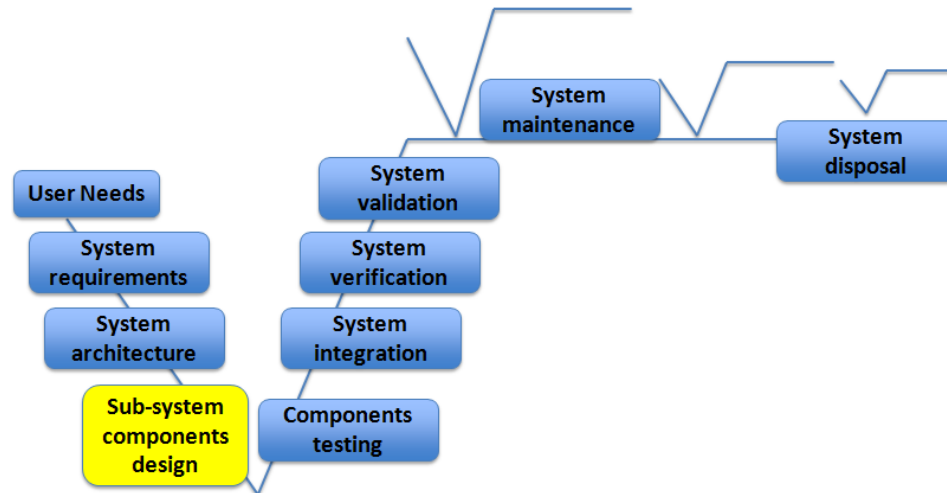 User Needs
System
requirements
System
architecture
Sub-system
components
design
Components
testing
System
integration
System
verification
System
validation
System
maintenance
System
disposal